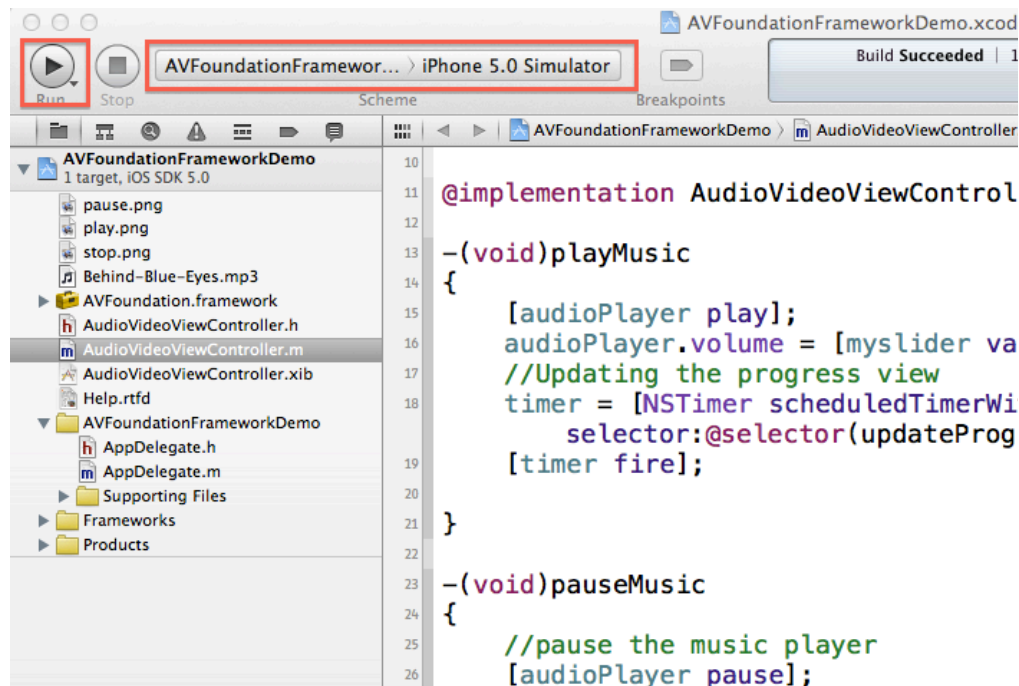 AVFoundationFrameworkDemo.xcod
AVFoundationFramewor... 〉 iPhone 5.0 Simulator
Build Succeeded | 1
Run Stop Scheme Breakpoints
AVFoundationFrameworkDemo 〉 m AudioVideoViewController
AVFoundationFrameworkDemo
1 target, iOS SDK 5.0
pause.png
play.png
stop.png
Behind-Blue-Eyes.mp3
AVFoundation.framework
h AudioVideoViewController.h
m AudioVideoViewController.m
AudioVideoViewController.xib
Help.rtfd
AVFoundationFrameworkDemo
h AppDelegate.h
m AppDelegate.m
Supporting Files
Frameworks
Products
10
11 @implementation AudioVideoViewControl
12
13 -(void)playMusic
14 {
15 [audioPlayer play];
16 audioPlayer.volume = [myslider va
17 //Updating the progress view
18 timer = [NSTimer scheduledTimerWi
selector:@selector(updateProg
19 [timer fire];
20
21 }
22
23 -(void)pauseMusic
24 {
25 //pause the music player
26 [audioPlayer pause];